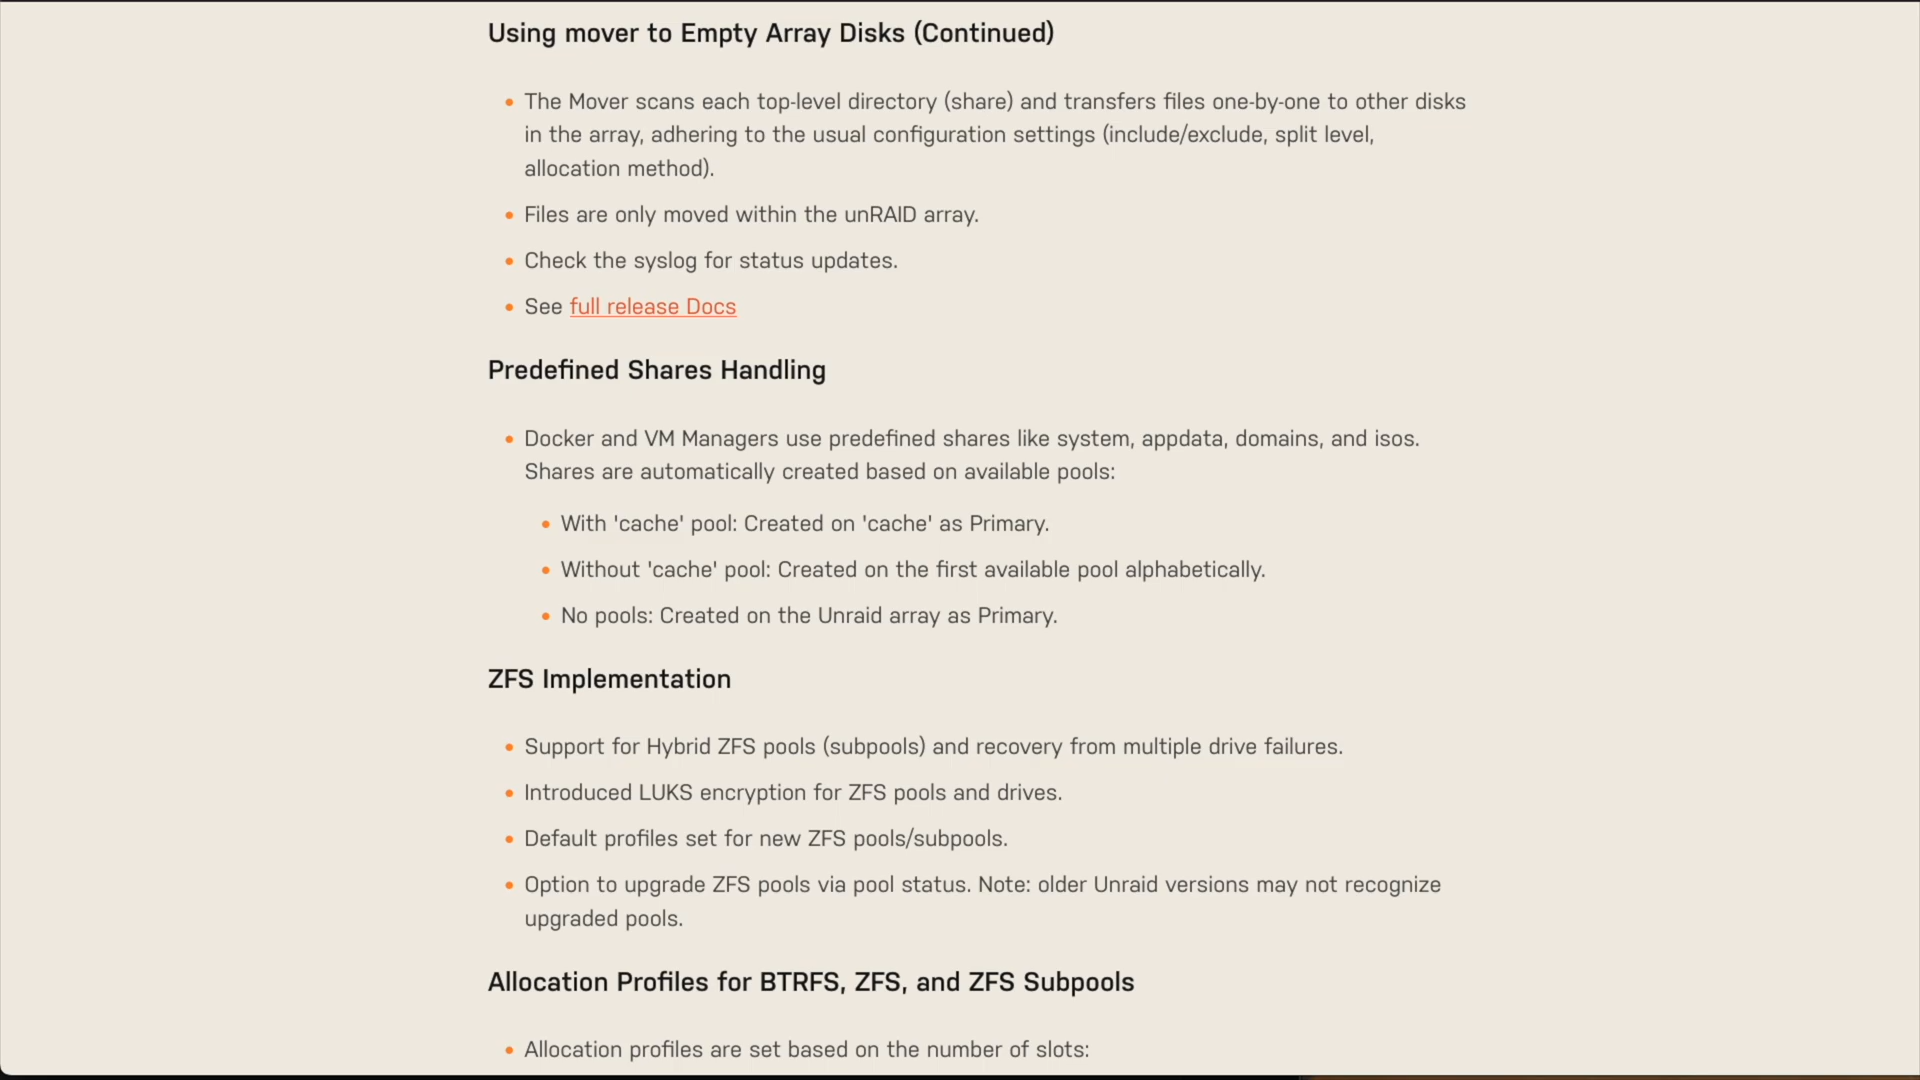 Using mover to Empty Array Disks (Continued)
The Mover scans each top-level directory (share) and transfers files one-by-one to other disks
in the array, adhering to the usual configuration settings (include/exclude, split level,
allocation method).
Files are only moved within the unRAID array.
Check the syslog for status updates.
See full release Docs
Predefined Shares Handling
Docker and VM Managers use predefined shares like system, appdata, domains, and isos.
Shares are automatically created based on available pools:
With 'cache' pool: Created on 'cache' as Primary.
Without 'cache' pool: Created on the first available pool alphabetically.
No pools: Created on the Unraid array as Primary.
ZFS Implementation
Support for Hybrid ZFS pools (subpools) and recovery from multiple drive failures.
Introduced LUKS encryption for ZFS pools and drives.
Default profiles set for new ZFS pools/subpools.
Option to upgrade ZFS pools via pool status. Note: older Unraid versions may not recognize
upgraded pools.
Allocation Profiles for BTRFS, ZFS, and ZFS Subpools
Allocation profiles are set based on the number of slots: